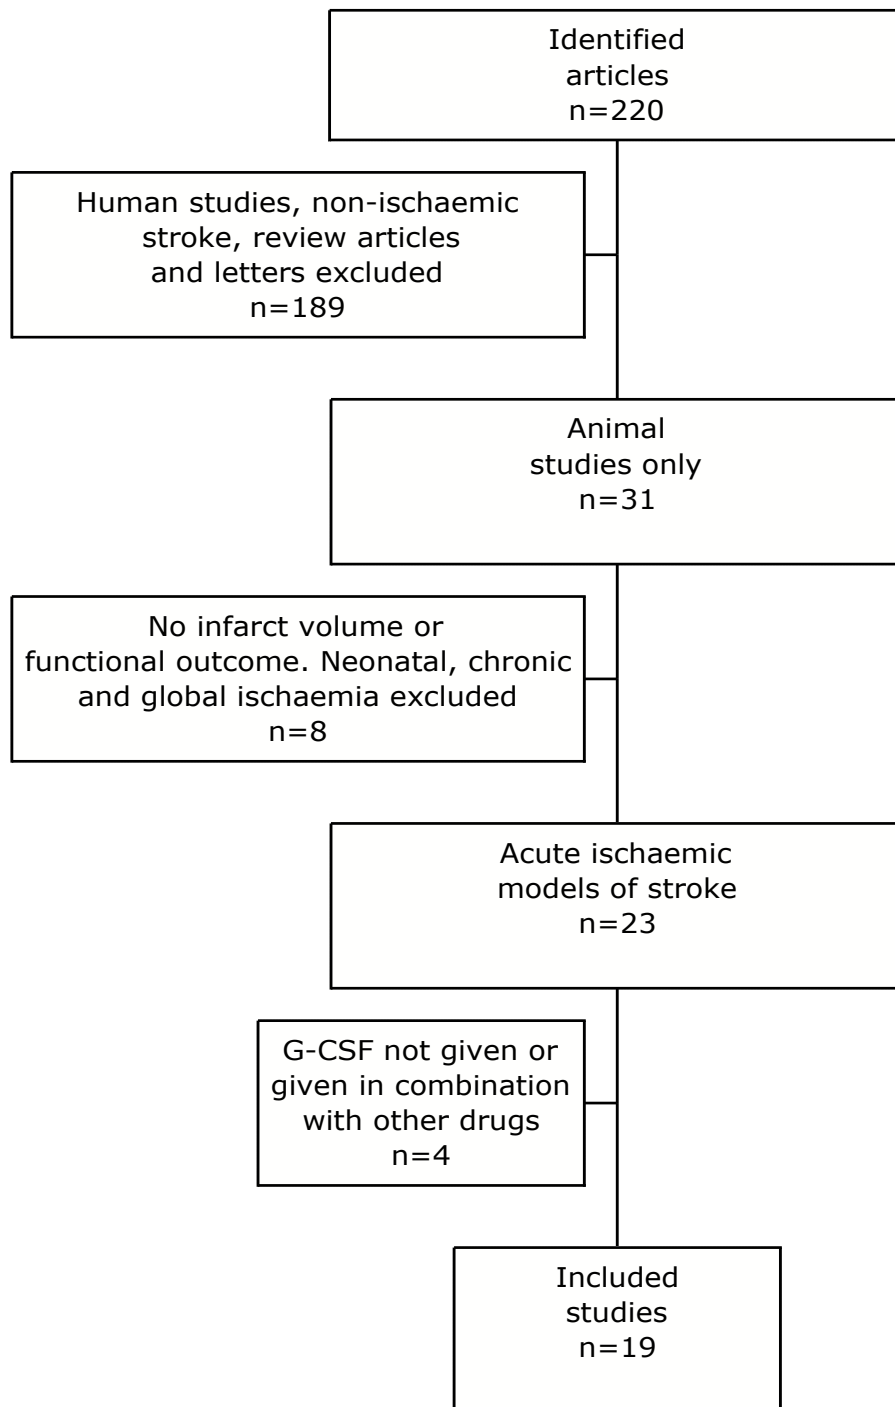 Identified
articles
n=220
Human studies, non-ischaemic
stroke, review articles
and letters excluded
n=189
Animal
studies only
n=31
No infarct volume or
functional outcome. Neonatal, chronic
and global ischaemia excluded
n=8
Acute ischaemic
models of stroke
n=23
G-CSF not given or
given in combination
with other drugs
n=4
Included
studies
n=19